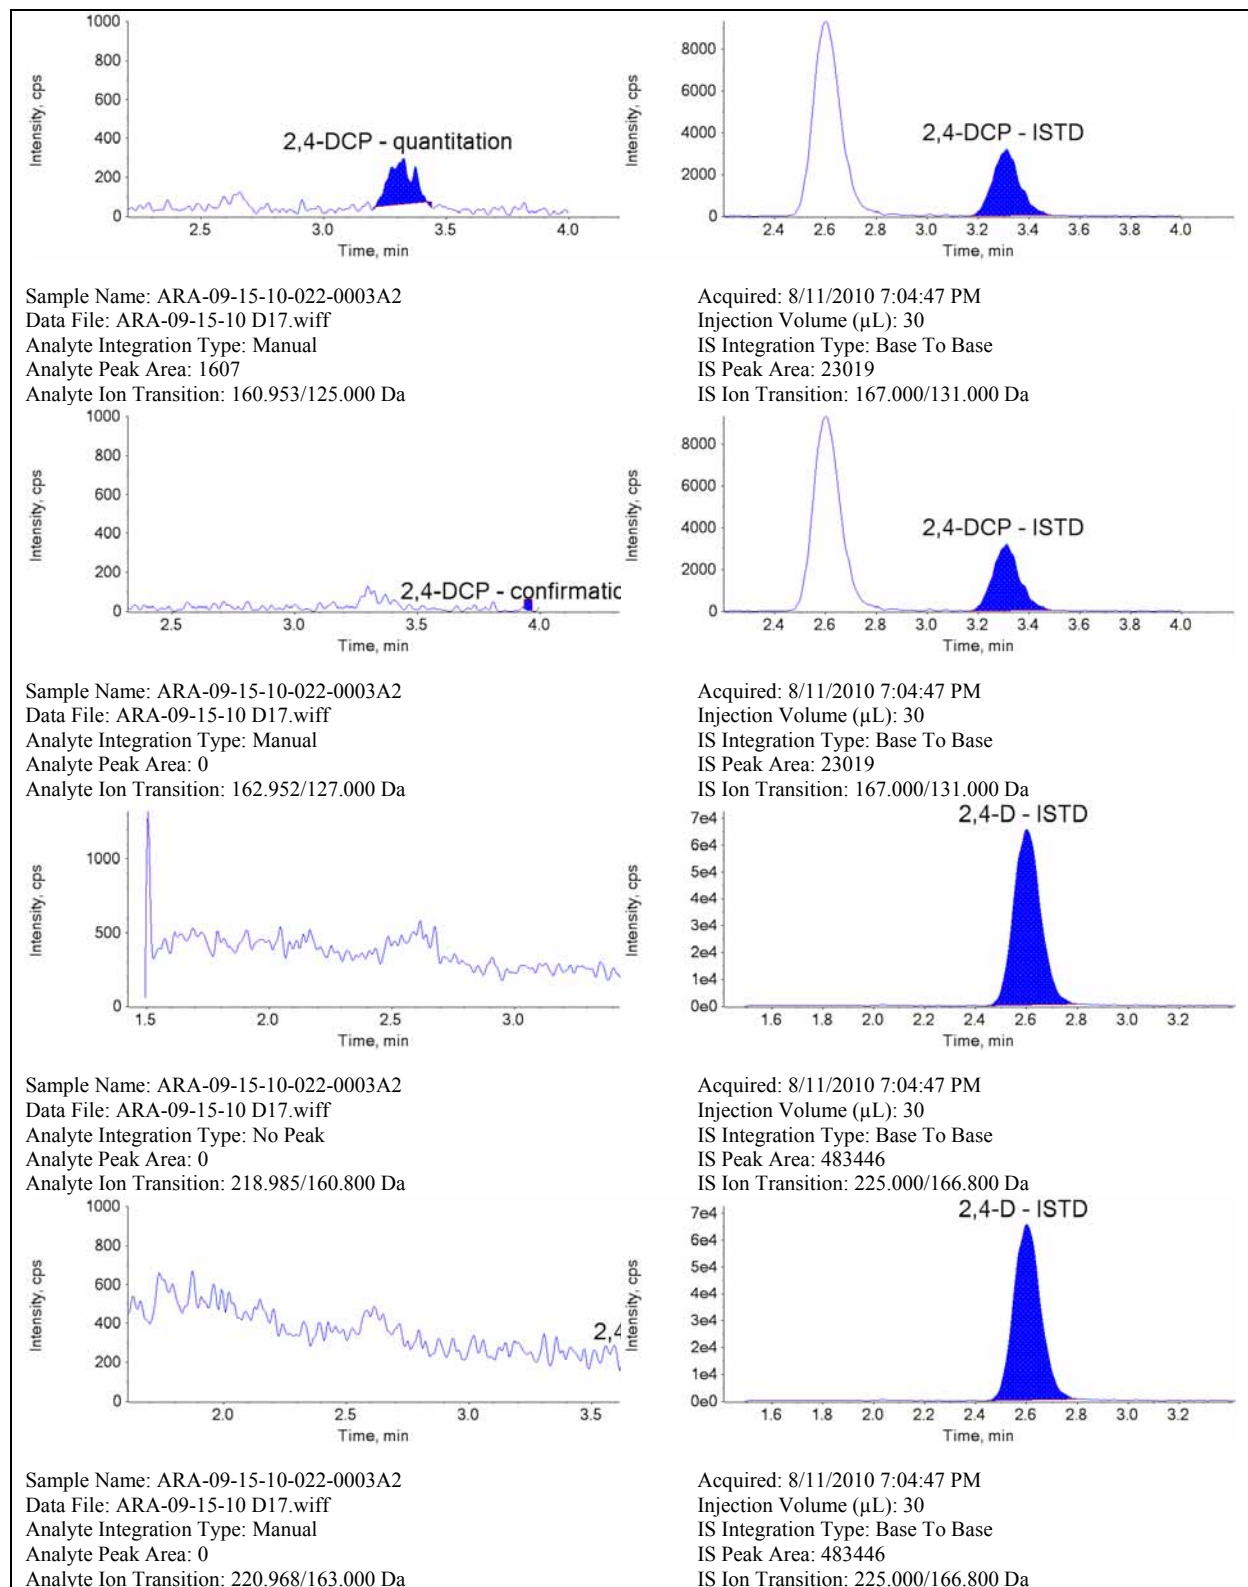 1000
800
600
400
200
0
Intensity, cps
2,4-DCP - quantitation
2.5 3.0 3.5 4.0
Time, min
8000
6000
4000
2000
0
Intensity, cps
2,4-DCP - ISTD
2.4 2.6 2.8 3.0 3.2 3.4 3.6 3.8 4.0
Time, min
Sample Name: ARA-09-15-10-022-0003A2
Data File: ARA-09-15-10 D17.wiff
Analyte Integration Type: Manual
Analyte Peak Area: 1607
Analyte Ion Transition: 160.953/125.000 Da
Acquired: 8/11/2010 7:04:47 PM
Injection Volume (µL): 30
IS Integration Type: Base To Base
IS Peak Area: 23019
IS Ion Transition: 167.000/131.000 Da
1000
800
600
400
200
0
Intensity, cps
2,4-DCP - confirmatic
2.5 3.0 3.5 4.0
Time, min
8000
6000
4000
2000
0
Intensity, cps
2,4-DCP - ISTD
2.4 2.6 2.8 3.0 3.2 3.4 3.6 3.8 4.0
Time, min
Sample Name: ARA-09-15-10-022-0003A2
Data File: ARA-09-15-10 D17.wiff
Analyte Integration Type: Manual
Analyte Peak Area: 0
Analyte Ion Transition: 162.952/127.000 Da
Acquired: 8/11/2010 7:04:47 PM
Injection Volume (µL): 30
IS Integration Type: Base To Base
IS Peak Area: 23019
IS Ion Transition: 167.000/131.000 Da
1000
500
0
Intensity, cps
1.5 2.0 2.5 3.0
Time, min
2,4-D - ISTD
7e4
6e4
5e4
4e4
3e4
2e4
1e4
0e0
Intensity, cps
1.6 1.8 2.0 2.2 2.4 2.6 2.8 3.0 3.2
Time, min
Sample Name: ARA-09-15-10-022-0003A2
Data File: ARA-09-15-10 D17.wiff
Analyte Integration Type: No Peak
Analyte Peak Area: 0
Analyte Ion Transition: 218.985/160.800 Da
Acquired: 8/11/2010 7:04:47 PM
Injection Volume (µL): 30
IS Integration Type: Base To Base
IS Peak Area: 483446
IS Ion Transition: 225.000/166.800 Da
1000
800
600
400
200
0
Intensity, cps
2,4
2.0 2.5 3.0 3.5
Time, min
2,4-D - ISTD
7e4
6e4
5e4
4e4
3e4
2e4
1e4
0e0
Intensity, cps
1.6 1.8 2.0 2.2 2.4 2.6 2.8 3.0 3.2
Time, min
Sample Name: ARA-09-15-10-022-0003A2
Data File: ARA-09-15-10 D17.wiff
Analyte Integration Type: Manual
Analyte Peak Area: 0
Analyte Ion Transition: 220.968/163.000 Da
Acquired: 8/11/2010 7:04:47 PM
Injection Volume (µL): 30
IS Integration Type: Base To Base
IS Peak Area: 483446
IS Ion Transition: 225.000/166.800 Da